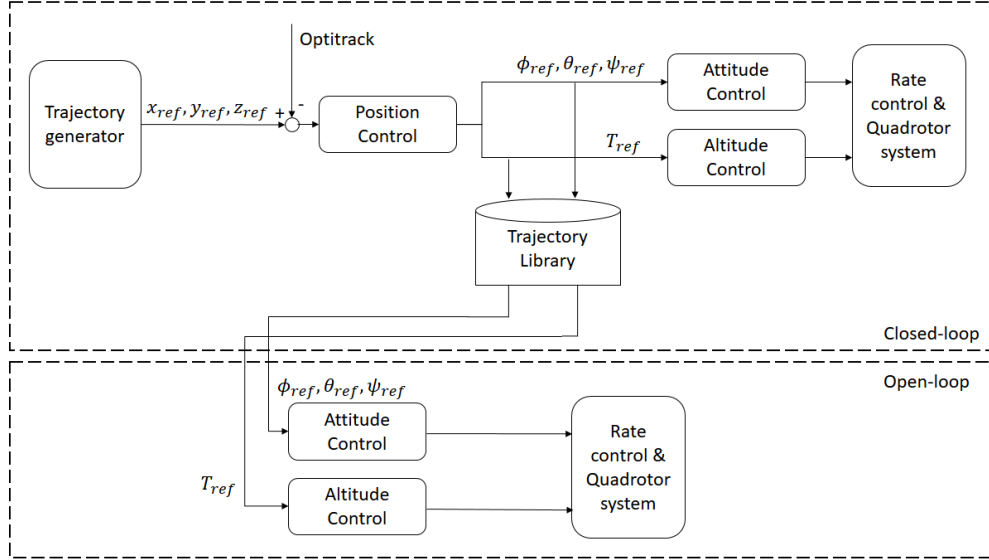 Optitrack
Trajectory
generator
x_ref, y_ref, z_ref
+
-
Position
Control
ϕ_ref, θ_ref, ψ_ref
T_ref
Attitude
Control
Altitude
Control
Rate
control &
Quadrotor
system
Trajectory
Library
Closed-loop
Open-loop
ϕ_ref, θ_ref, ψ_ref
Attitude
Control
T_ref
Altitude
Control
Rate
control &
Quadrotor
system